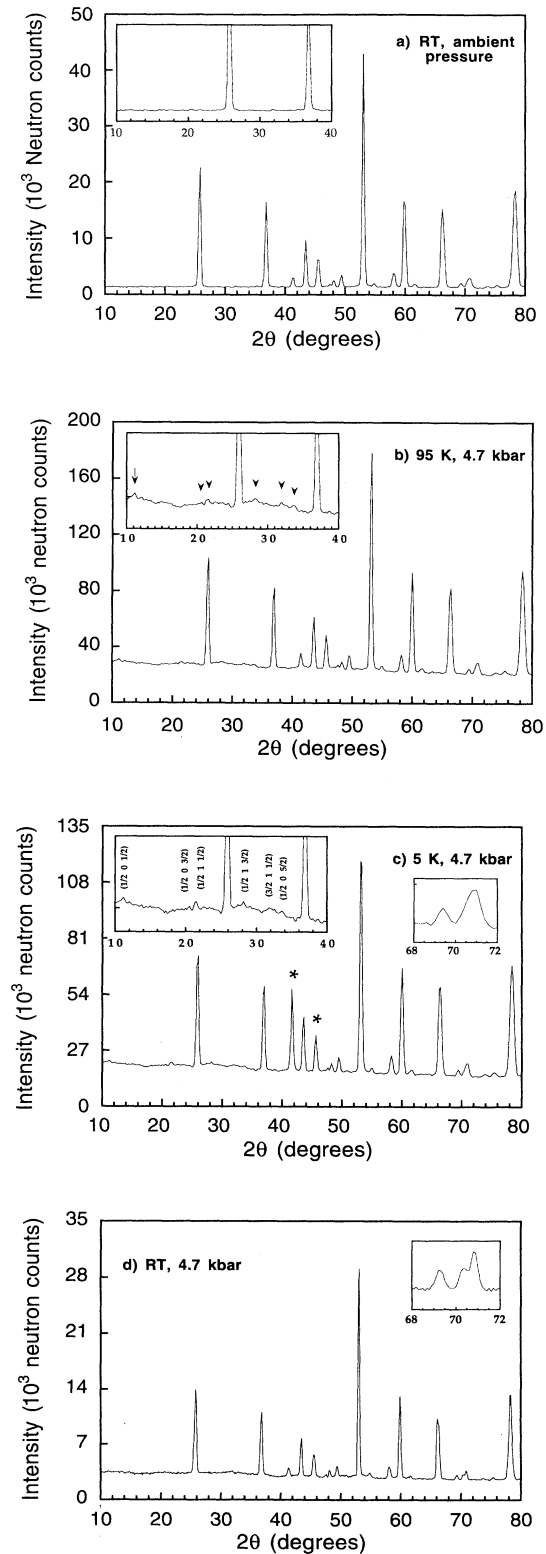 50
40
30
20
10
0
Intensity (10³ Neutron counts)
a) RT, ambient
pressure
10 20 30 40
10 20 30 40 50 60 70 80
2θ (degrees)
200
160
120
80
40
0
Intensity (10³ neutron counts)
b) 95 K, 4.7 kbar
10 20 30 40
10 20 30 40 50 60 70 80
2θ (degrees)
135
108
81
54
27
0
Intensity (10³ neutron counts)
c) 5 K, 4.7 kbar
(1/2 0 1/2)
(1/2 0 3/2)
(1/2 1 1/2)
(1/2 1 3/2)
(3/2 1 1/2)
(1/2 0 5/2)
10 20 30 40
68 70 72
* *
10 20 30 40 50 60 70 80
2θ (degrees)
35
28
21
14
7
0
Intensity (10³ neutron counts)
d) RT, 4.7 kbar
68 70 72
10 20 30 40 50 60 70 80
2θ (degrees)